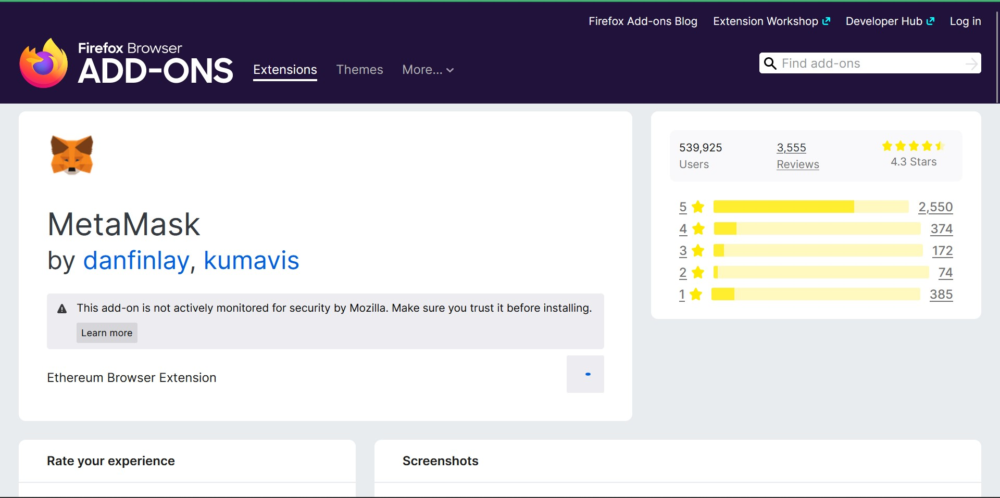 Firefox Add-ons Blog Extension Workshop Developer Hub Log in
Firefox Browser
ADD-ONS
Extensions Themes More...
Find add-ons
MetaMask
by danfinlay, kumavis
This add-on is not actively monitored for security by Mozilla. Make sure you trust it before installing.
Learn more
Ethereum Browser Extension
539,925 3,555
Users Reviews 4.3 Stars
5 2,550
4 374
3 172
2 74
1 385
Rate your experience
Screenshots